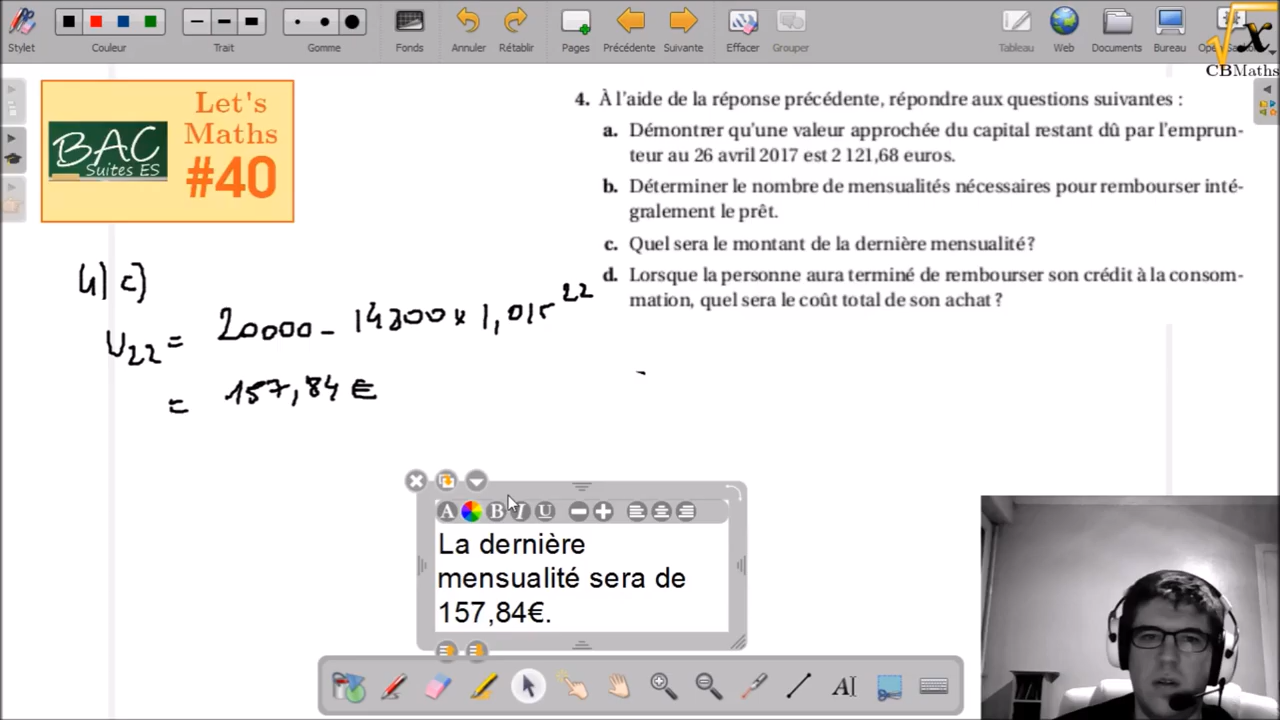 Stylet
Couleur
Trait
Gomme
Fonds
Annuler
Rétablir
Pages
Précédente
Suivante
Effacer
Grouper
Tableau
Web
Documents
Bureau
CBMaths
Let's
Maths
#40
BAC
Suites ES
4. À l'aide de la réponse précédente, répondre aux questions suivantes :
a. Démontrer qu'une valeur approchée du capital restant dû par l'emprun-
teur au 26 avril 2017 est 2 121,68 euros.
b. Déterminer le nombre de mensualités nécessaires pour rembourser inté-
gralement le prêt.
c. Quel sera le montant de la dernière mensualité ?
d. Lorsque la personne aura terminé de rembourser son crédit à la consom-
mation, quel sera le coût total de son achat ?
4) c)
U22 = 20000 - 14300 x 1,015^22
= 157,84 €
A B I U
La dernière
mensualité sera de
157,84€.